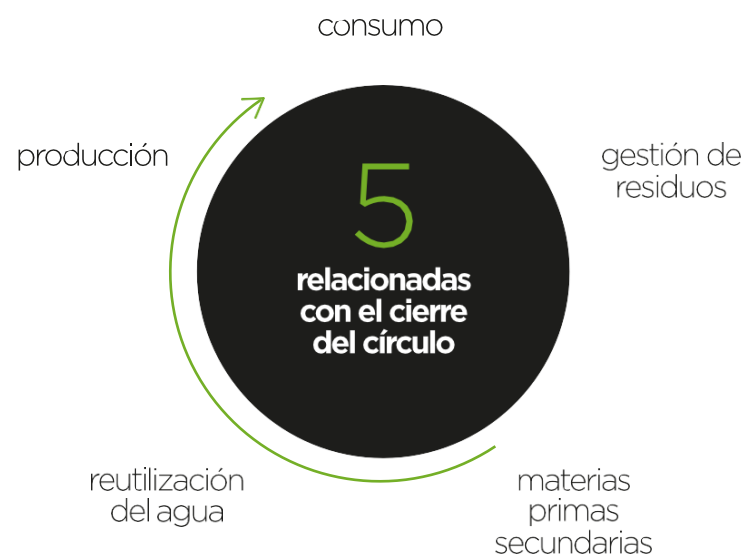 consumo
producción
gestión de
residuos
5
relacionadas
con el cierre
del círculo
reutilización
del agua
materias
primas
secundarias